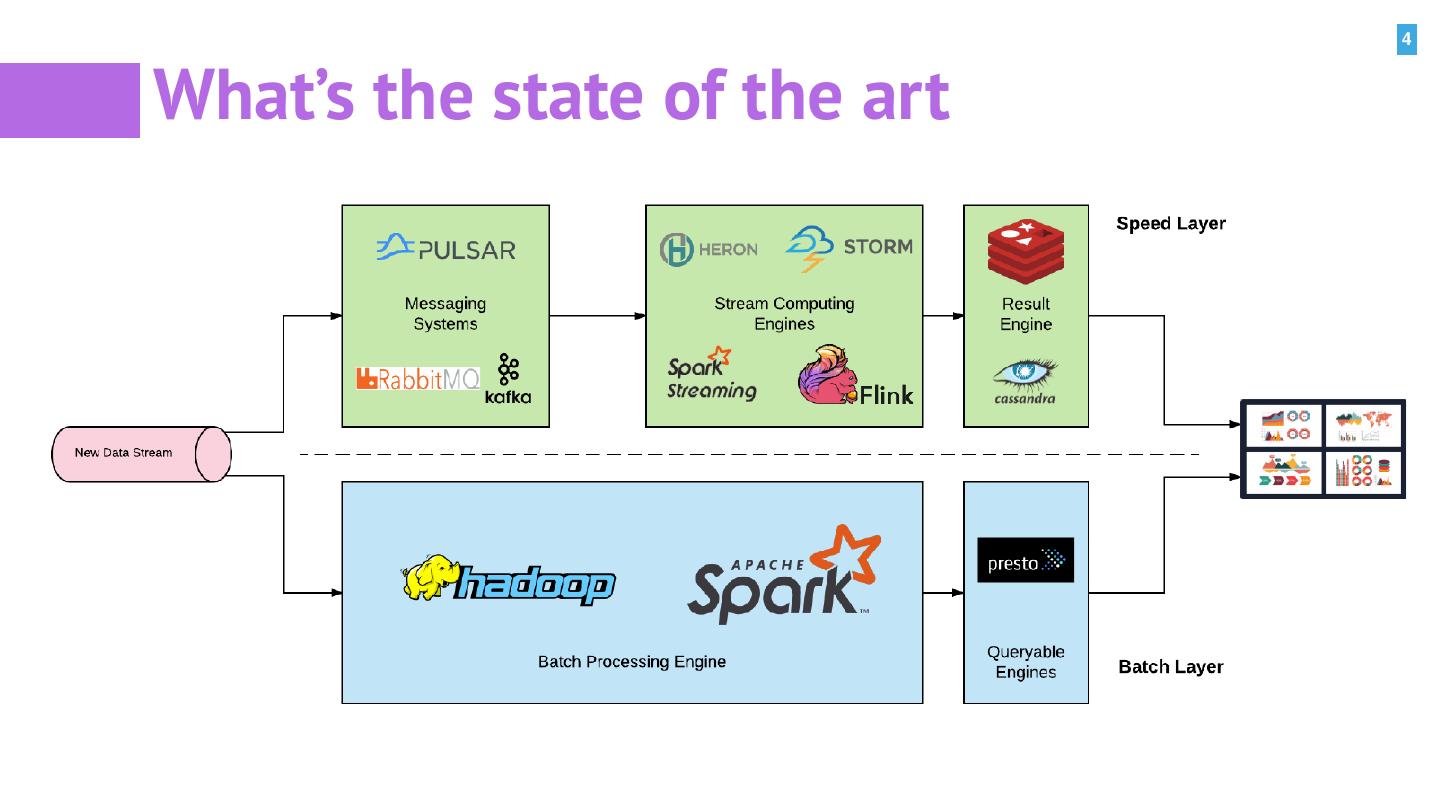 4
What's the state of the art
Speed Layer
PULSAR
Messaging
Systems
RabbitMQ
kafka
HERON
STORM
Stream Computing
Engines
Spark
Streaming
Flink
Result
Engine
cassandra
New Data Stream
hadoop
APACHE
Spark™
Batch Processing Engine
presto
Queryable
Engines
Batch Layer